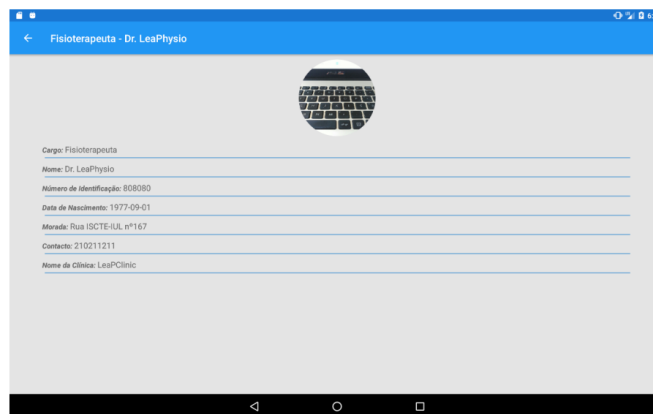 Fisioterapeuta - Dr. LeaPhysio
Cargo: Fisioterapeuta
Nome: Dr. LeaPhysio
Número de Identificação: 808080
Data de Nascimento: 1977-09-01
Morada: Rua ISCTE-IUL nº167
Contacto: 210211211
Nome da Clínica: LeaPClinic